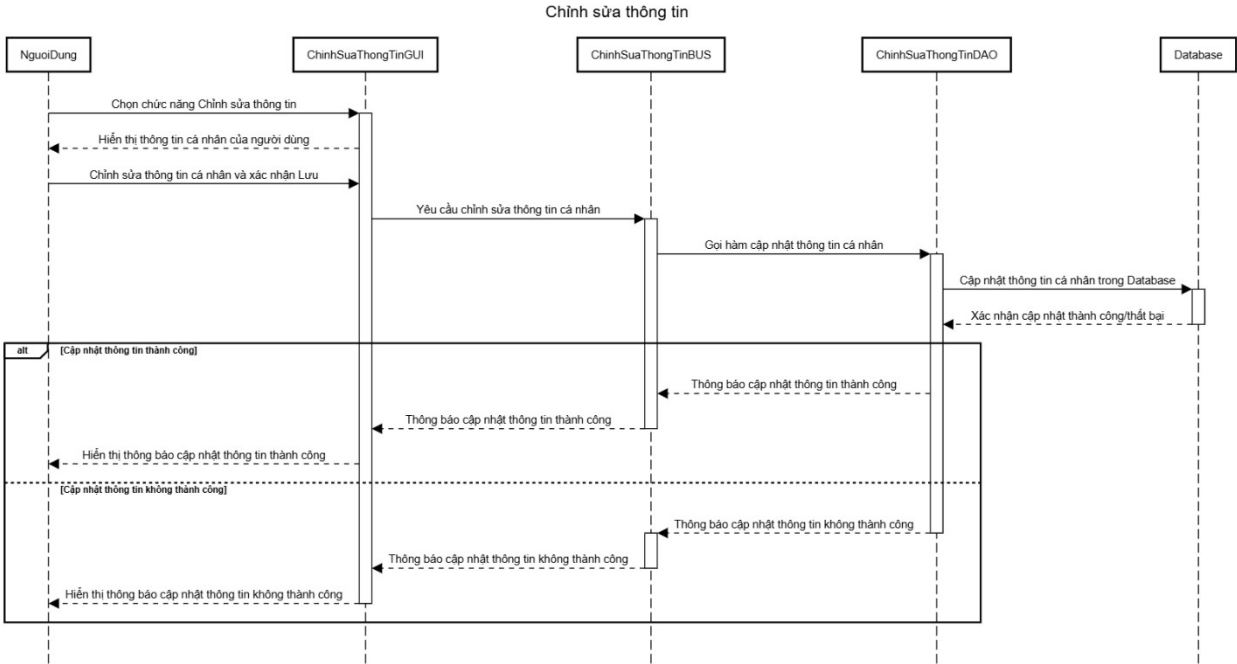 Chỉnh sửa thông tin
NguoiDung
ChinhSuaThongTinGUI
ChinhSuaThongTinBUS
ChinhSuaThongTinDAO
Database
Chọn chức năng Chỉnh sửa thông tin
Hiển thị thông tin cá nhân của người dùng
Chỉnh sửa thông tin cá nhân và xác nhận Lưu
Yêu cầu chỉnh sửa thông tin cá nhân
Gọi hàm cập nhật thông tin cá nhân
Cập nhật thông tin cá nhân trong Database
Xác nhận cập nhật thành công/thất bại
alt
[Cập nhật thông tin thành công]
Thông báo cập nhật thông tin thành công
Thông báo cập nhật thông tin thành công
Hiển thị thông báo cập nhật thông tin thành công
[Cập nhật thông tin không thành công]
Thông báo cập nhật thông tin không thành công
Thông báo cập nhật thông tin không thành công
Hiển thị thông báo cập nhật thông tin không thành công